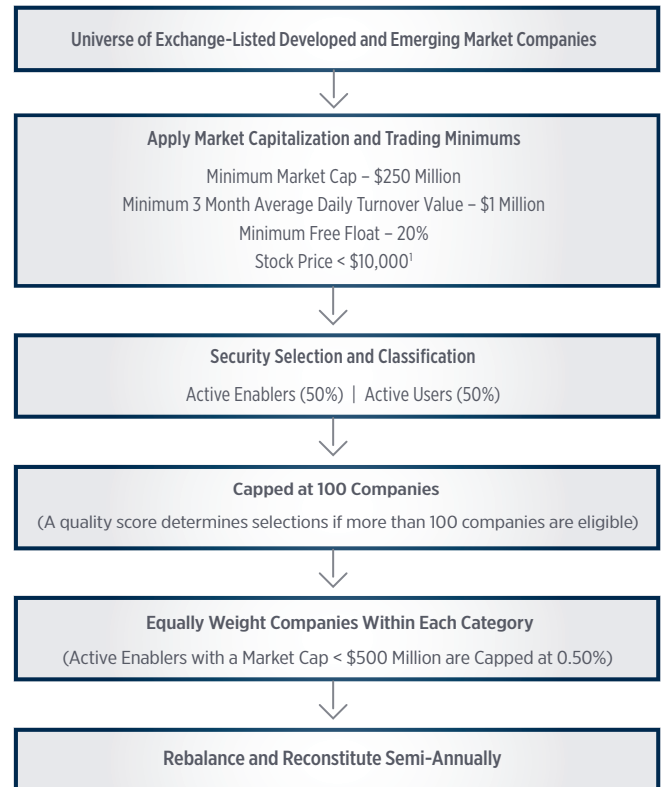 Universe of Exchange-Listed Developed and Emerging Market Companies
Apply Market Capitalization and Trading Minimums
Minimum Market Cap – $250 Million
Minimum 3 Month Average Daily Turnover Value – $1 Million
Minimum Free Float – 20%
Stock Price < $10,000¹
Security Selection and Classification
Active Enablers (50%) | Active Users (50%)
Capped at 100 Companies
(A quality score determines selections if more than 100 companies are eligible)
Equally Weight Companies Within Each Category
(Active Enablers with a Market Cap < $500 Million are Capped at 0.50%)
Rebalance and Reconstitute Semi-Annually